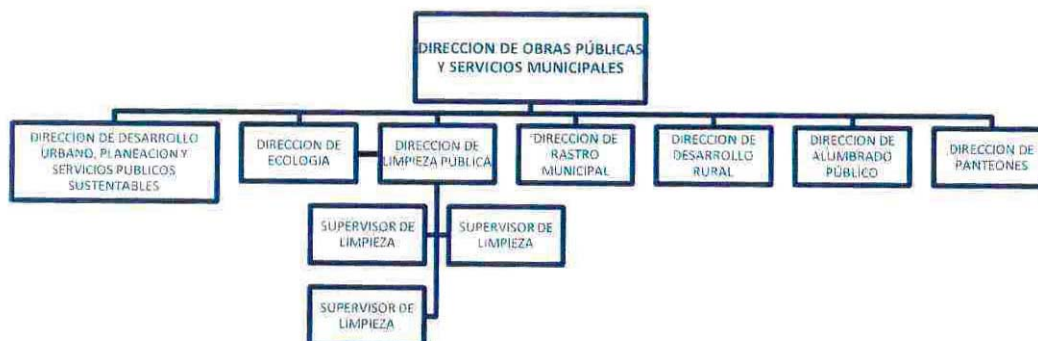 DIRECCION DE OBRAS PÚBLICAS
Y SERVICIOS MUNICIPALES
DIRECCION DE DESARROLLO
URBANO, PLANEACION Y
SERVICIOS PUBLICOS
SUSTENTABLES
DIRECCION DE
ECOLOGIA
DIRECCION DE
LIMPIEZA PÚBLICA
DIRECCION DE
RASTRO
MUNICIPAL
DIRECCION DE
DESARROLLO
RURAL
DIRECCION DE
ALUMBRADO
PÚBLICO
DIRECCION DE
PANTEONES
SUPERVISOR DE
LIMPIEZA
SUPERVISOR DE
LIMPIEZA
SUPERVISOR DE
LIMPIEZA